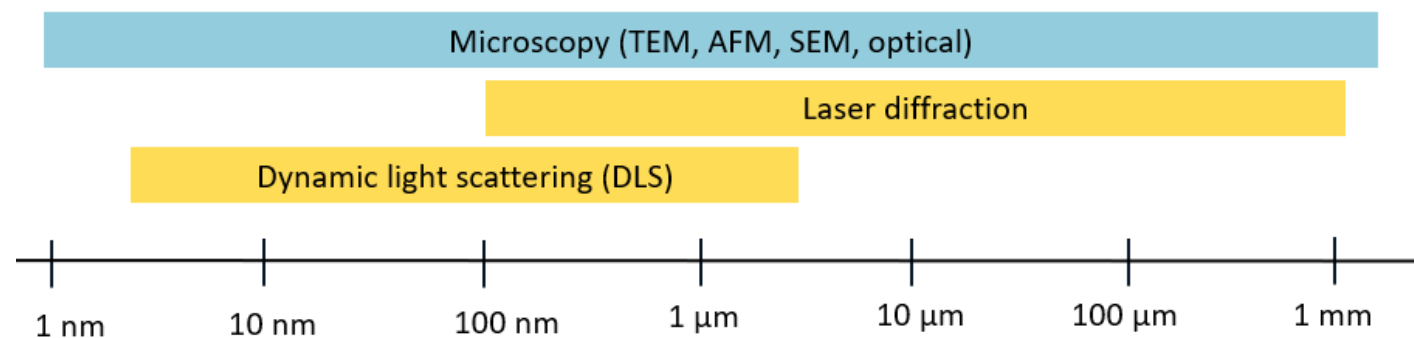 Microscopy (TEM, AFM, SEM, optical)
Laser diffraction
Dynamic light scattering (DLS)
1 nm 10 nm 100 nm 1 µm 10 µm 100 µm 1 mm